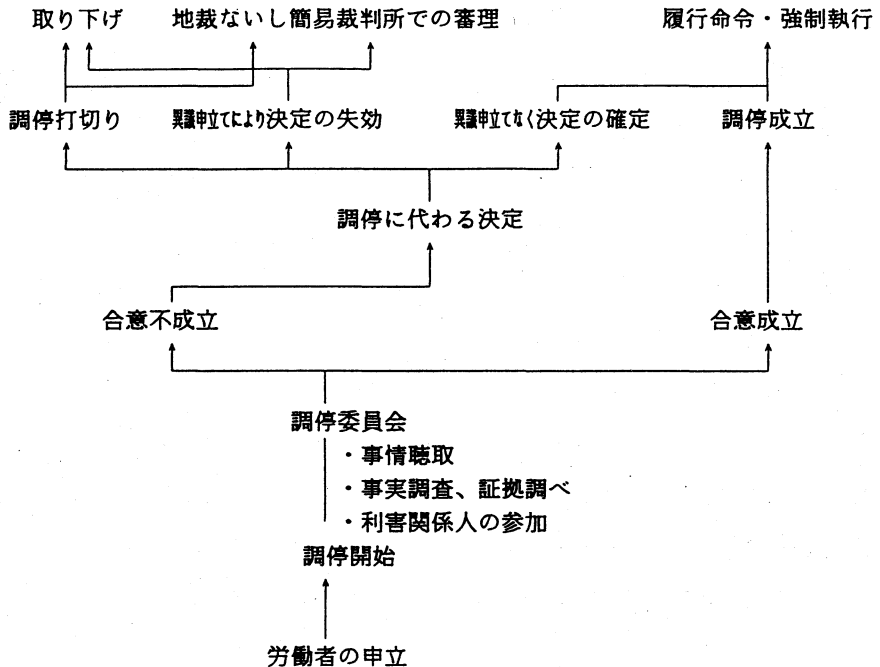 取り下げ 地裁ないし簡易裁判所での審理 履行命令・強制執行
調停打切り 異議申立てにより決定の失効 異議申立てなく決定の確定 調停成立
調停に代わる決定
合意不成立 合意成立
調停委員会
・事情聴取
・事実調査、証拠調べ
・利害関係人の参加
調停開始
労働者の申立